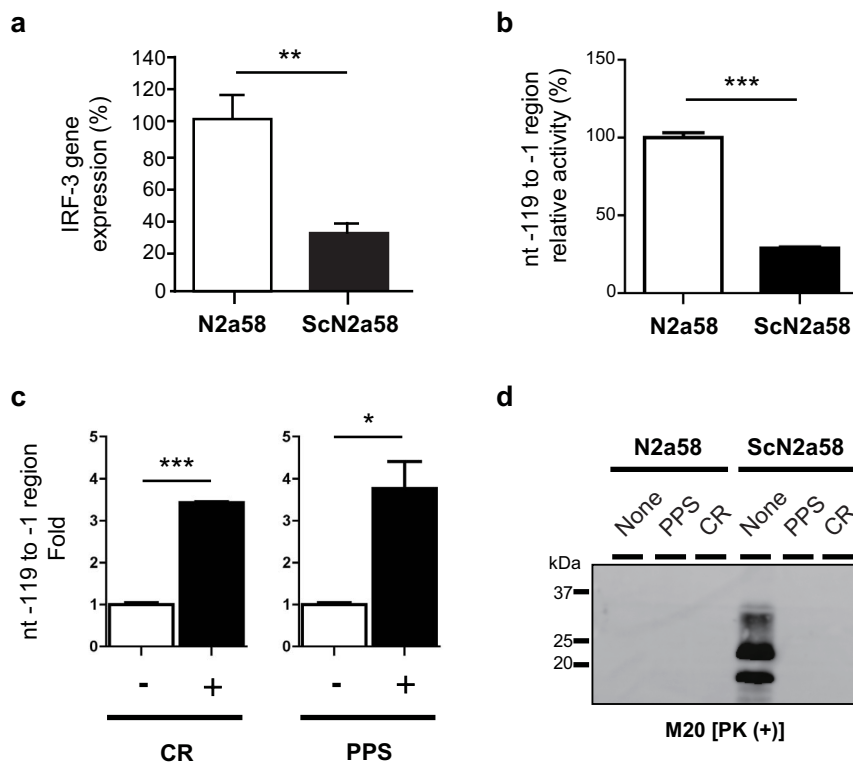 a
IRF-3 gene
expression (%)
140
120
100
80
60
40
20
0
**
N2a58
ScN2a58
b
nt -119 to -1 region
relative activity (%)
150
100
50
0
***
N2a58
ScN2a58
c
nt -119 to -1 region
Fold
5
4
3
2
1
0
***
-
+
CR
5
4
3
2
1
0
*
-
+
PPS
d
N2a58
ScN2a58
None
PPS
CR
None
PPS
CR
kDa
37
25
20
M20 [PK (+)]